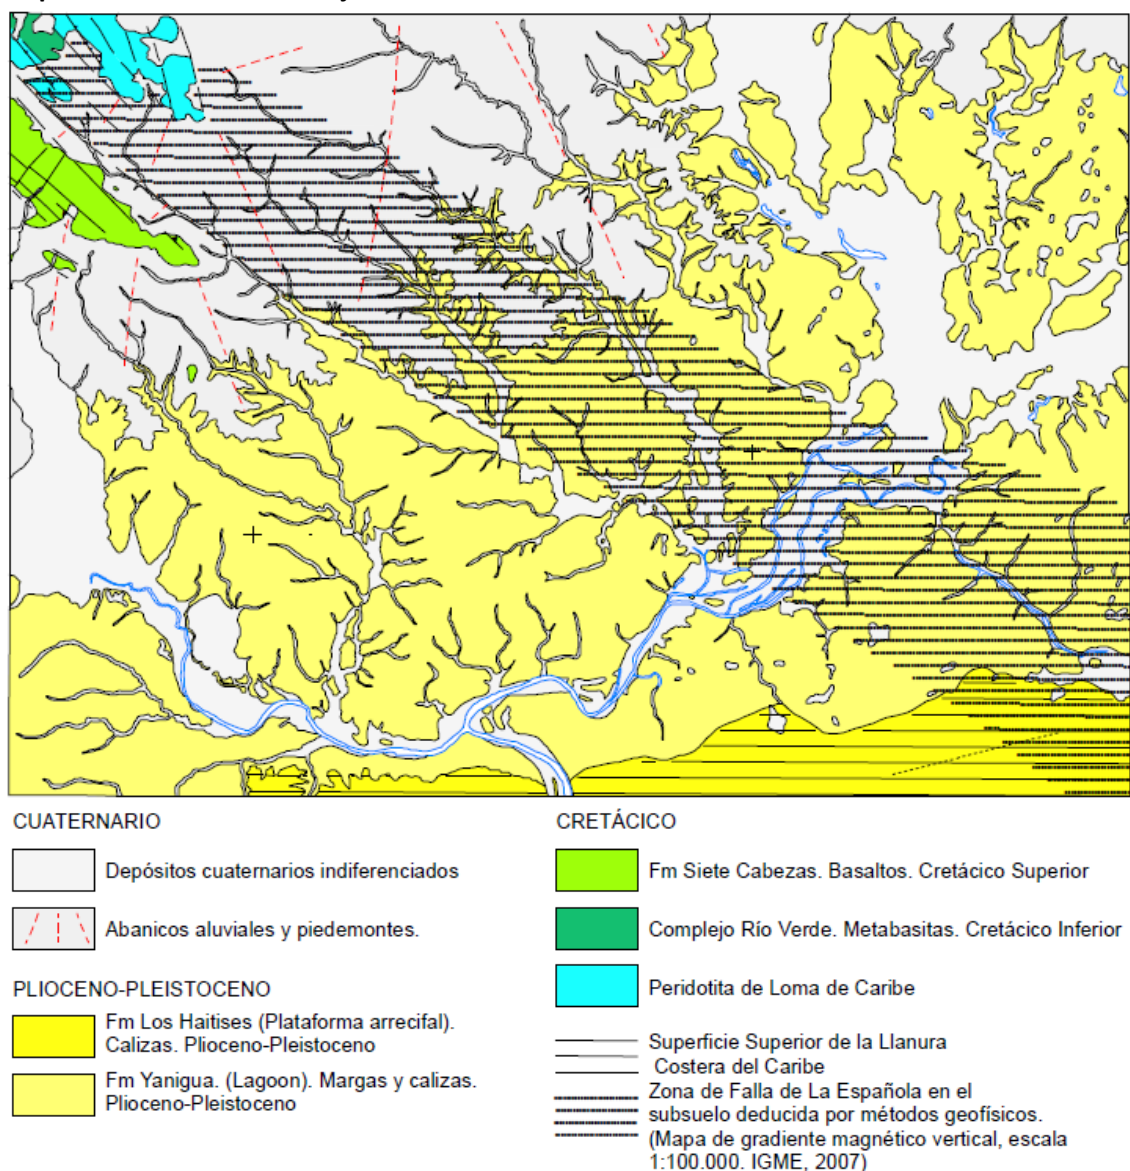 CUATERNARIO
Depósitos cuaternarios indiferenciados
Abanicos aluviales y piedemontes.
PLIOCENO-PLEISTOCENO
Fm Los Haitises (Plataforma arrecifal).
Calizas. Plioceno-Pleistoceno
Fm Yanigua. (Lagoon). Margas y calizas.
Plioceno-Pleistoceno
CRETÁCICO
Fm Siete Cabezas. Basaltos. Cretácico Superior
Complejo Río Verde. Metabasitas. Cretácico Inferior
Peridotita de Loma de Caribe
Superficie Superior de la Llanura
Costera del Caribe
Zona de Falla de La Española en el
subsuelo deducida por métodos geofísicos.
(Mapa de gradiente magnético vertical, escala
1:100.000. IGME, 2007)